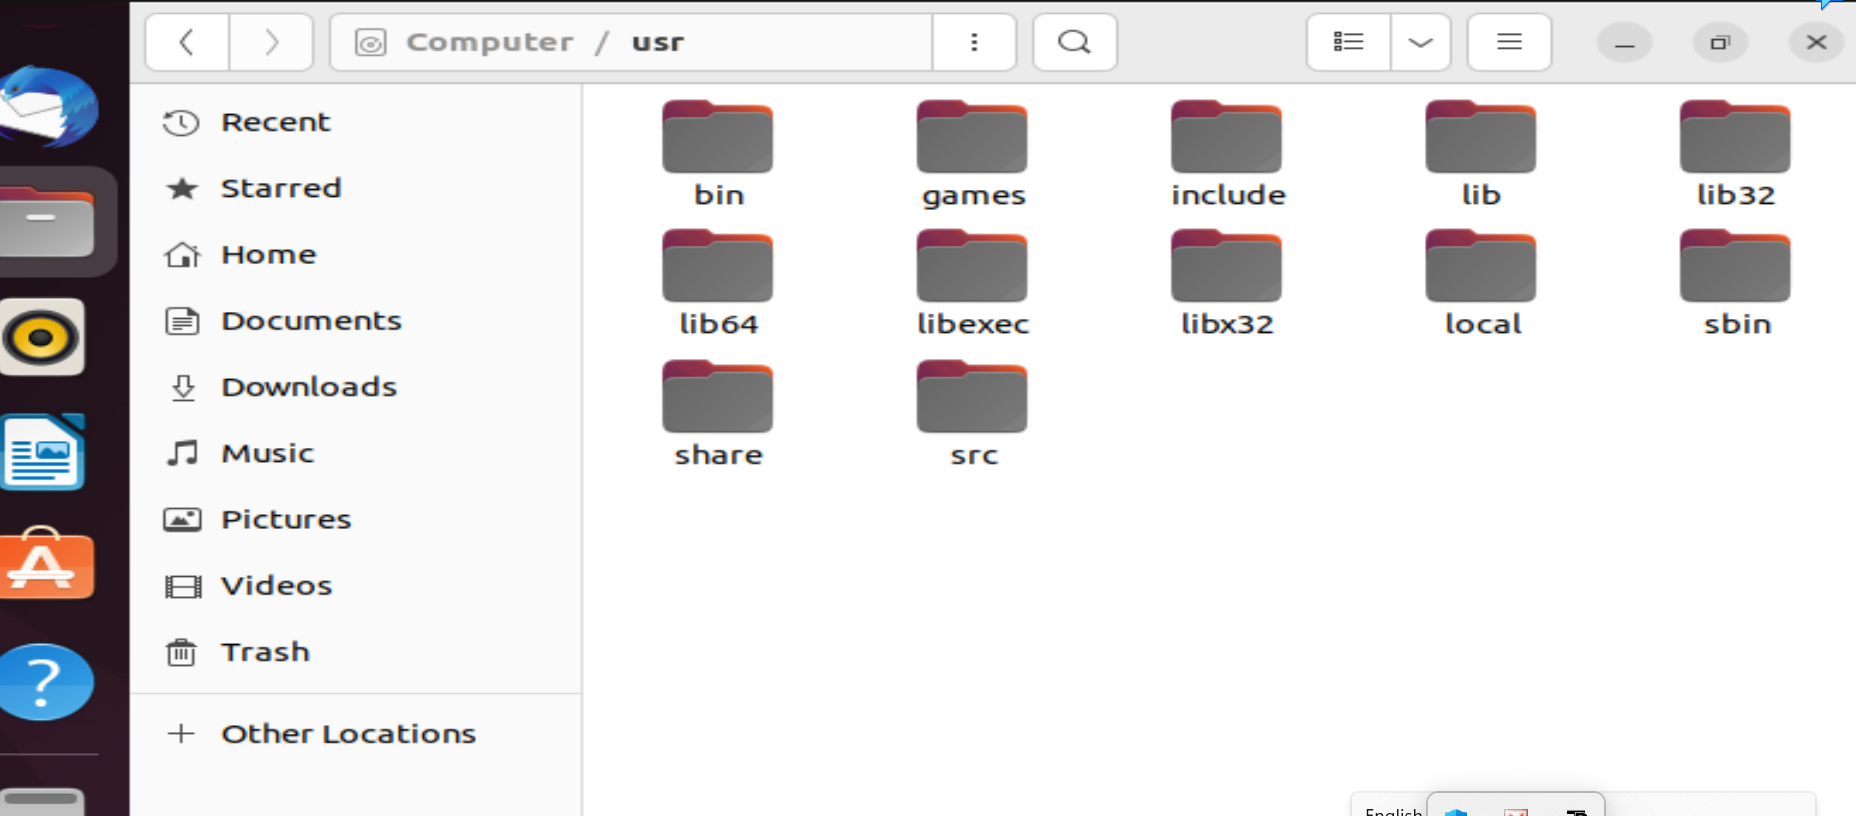 Computer / usr
Recent
Starred
Home
Documents
Downloads
Music
Pictures
Videos
Trash
Other Locations
bin games include lib lib32
lib64 libexec libx32 local sbin
share src
English